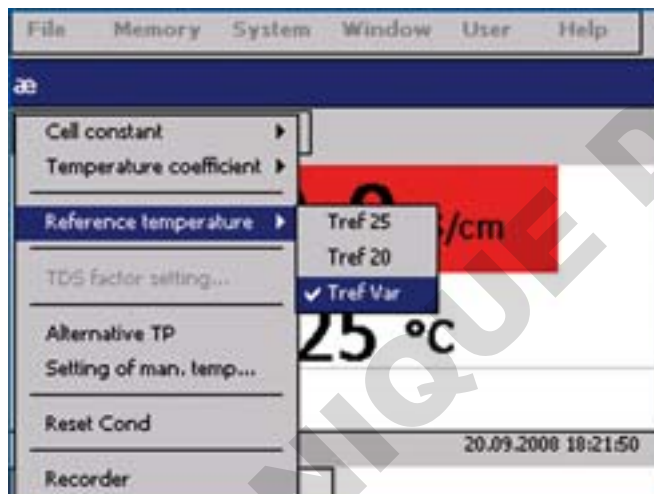 File Memory System Window User Help
æ
Cell constant
Temperature coefficient
/cm
Reference temperature
Tref 25
Tref 20
TDS factor setting...
Tref Var
Alternative TP
25 °C
Setting of man. temp...
Reset Cond
20.09.2008 18:21:50
Recorder